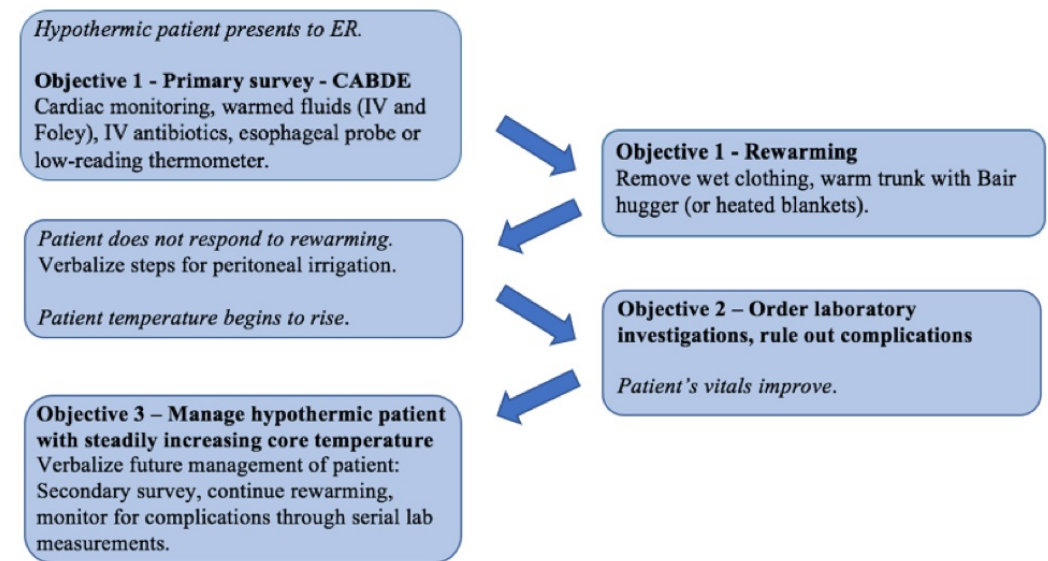 Hypothermic patient presents to ER.
Objective 1 - Primary survey - CABDE
Cardiac monitoring, warmed fluids (IV and
Foley), IV antibiotics, esophageal probe or
low-reading thermometer.
Objective 1 - Rewarming
Remove wet clothing, warm trunk with Bair
hugger (or heated blankets).
Patient does not respond to rewarming.
Verbalize steps for peritoneal irrigation.
Patient temperature begins to rise.
Objective 2 – Order laboratory
investigations, rule out complications
Patient’s vitals improve.
Objective 3 – Manage hypothermic patient
with steadily increasing core temperature
Verbalize future management of patient:
Secondary survey, continue rewarming,
monitor for complications through serial lab
measurements.